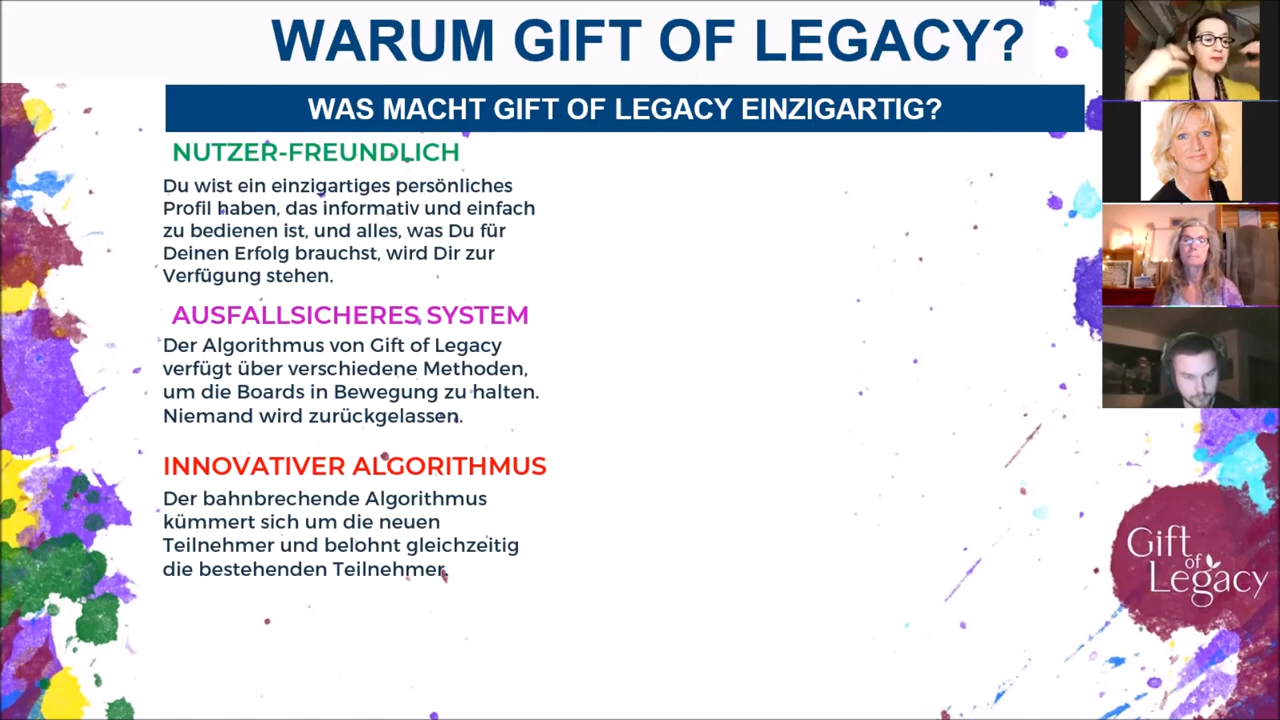 WARUM GIFT OF LEGACY?
WAS MACHT GIFT OF LEGACY EINZIGARTIG?
NUTZER-FREUNDLICH
Du wist ein einzigartiges persönliches
Profil haben, das informativ und einfach
zu bedienen ist, und alles, was Du für
Deinen Erfolg brauchst, wird Dir zur
Verfügung stehen.
AUSFALLSICHERES SYSTEM
Der Algorithmus von Gift of Legacy
verfügt über verschiedene Methoden,
um die Boards in Bewegung zu halten.
Niemand wird zurückgelassen.
INNOVATIVER ALGORITHMUS
Der bahnbrechende Algorithmus
kümmert sich um die neuen
Teilnehmer und belohnt gleichzeitig
die bestehenden Teilnehmer.
Gift
of
Legacy